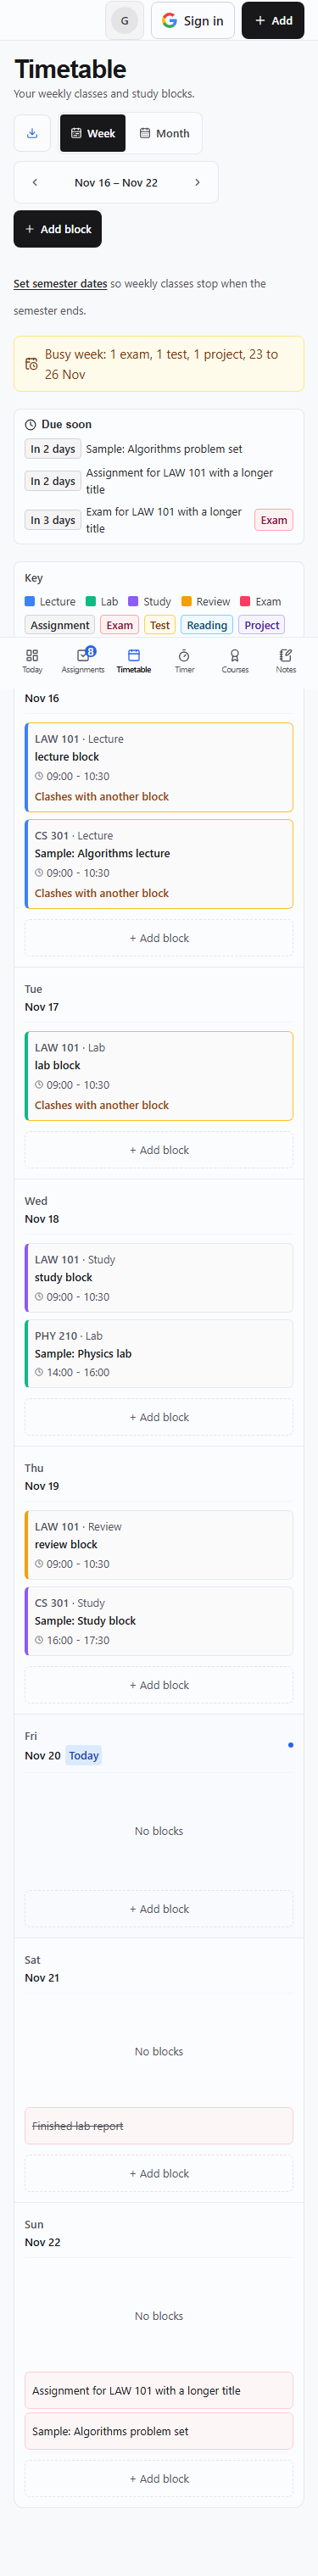 G
Sign in
+ Add
Timetable
Your weekly classes and study blocks.
Week
Month
Nov 16 – Nov 22
+ Add block
Set semester dates so weekly classes stop when the
semester ends.
Busy week: 1 exam, 1 test, 1 project, 23 to
26 Nov
Due soon
In 2 days Sample: Algorithms problem set
In 2 days Assignment for LAW 101 with a longer
title
In 3 days Exam for LAW 101 with a longer
title
Exam
Key
Lecture Lab Study Review Exam
Assignment Exam Test Reading Project
8
Today Assignments Timetable Timer Courses Notes
Nov 16
LAW 101 · Lecture
lecture block
09:00 - 10:30
Clashes with another block
CS 301 · Lecture
Sample: Algorithms lecture
09:00 - 10:30
Clashes with another block
+ Add block
Tue
Nov 17
LAW 101 · Lab
lab block
09:00 - 10:30
Clashes with another block
+ Add block
Wed
Nov 18
LAW 101 · Study
study block
09:00 - 10:30
PHY 210 · Lab
Sample: Physics lab
14:00 - 16:00
+ Add block
Thu
Nov 19
LAW 101 · Review
review block
09:00 - 10:30
CS 301 · Study
Sample: Study block
16:00 - 17:30
+ Add block
Fri
Nov 20 Today
No blocks
+ Add block
Sat
Nov 21
No blocks
Finished lab report
+ Add block
Sun
Nov 22
No blocks
Assignment for LAW 101 with a longer title
Sample: Algorithms problem set
+ Add block